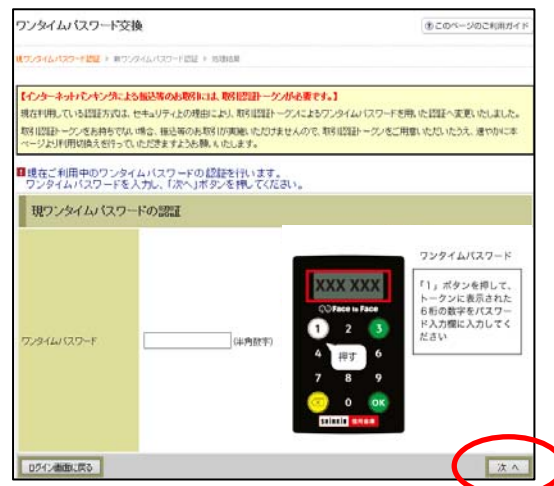 ワンタイムパスワード交換
このページのご利用ガイド
現ワンタイムパスワード認証 > 新ワンタイムパスワード認証 > 処理結果
【インターネットバンキングによる振込等のお取引には、取引認証トークンが必要です。】
現在利用している認証方式は、セキュリティ上の理由により、取引認証トークンによるワンタイムパスワードを用いた認証へ変更いたしました。
取引認証トークンをお持ちでない場合、振込等のお取引が実施いただけませんので、取引認証トークンをご用意いただいたうえ、速やかに本
ページより利用切換えを行っていただきますようお願いいたします。
現在ご利用中のワンタイムパスワードの認証を行います。
ワンタイムパスワードを入力し、「次へ」ボタンを押してください。
現ワンタイムパスワードの認証
ワンタイムパスワード
(半角数字)
XXX XXX
Face to Face
1 2 3
4 押す 6
7 8 9
0 OK
shinkin 信用金庫
ワンタイムパスワード
「1」ボタンを押して、
トークンに表示された
6桁の数字をパスワー
ド入力欄に入力してく
ださい
ログイン画面に戻る
次 へ